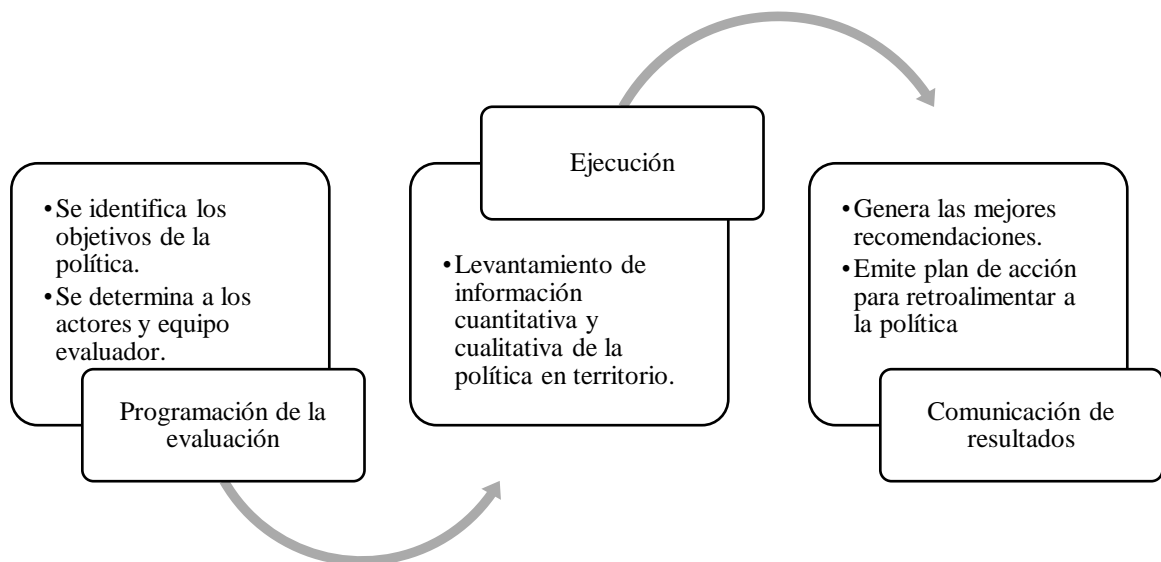 •Se identifica los
objetivos de la
política.
•Se determina a los
actores y equipo
evaluador.
Programación de la
evaluación
Ejecución
•Levantamiento de
información
cuantitativa y
cualitativa de la
política en territorio.
•Genera las mejores
recomendaciones.
•Emite plan de acción
para retroalimentar a
la política
Comunicación de
resultados